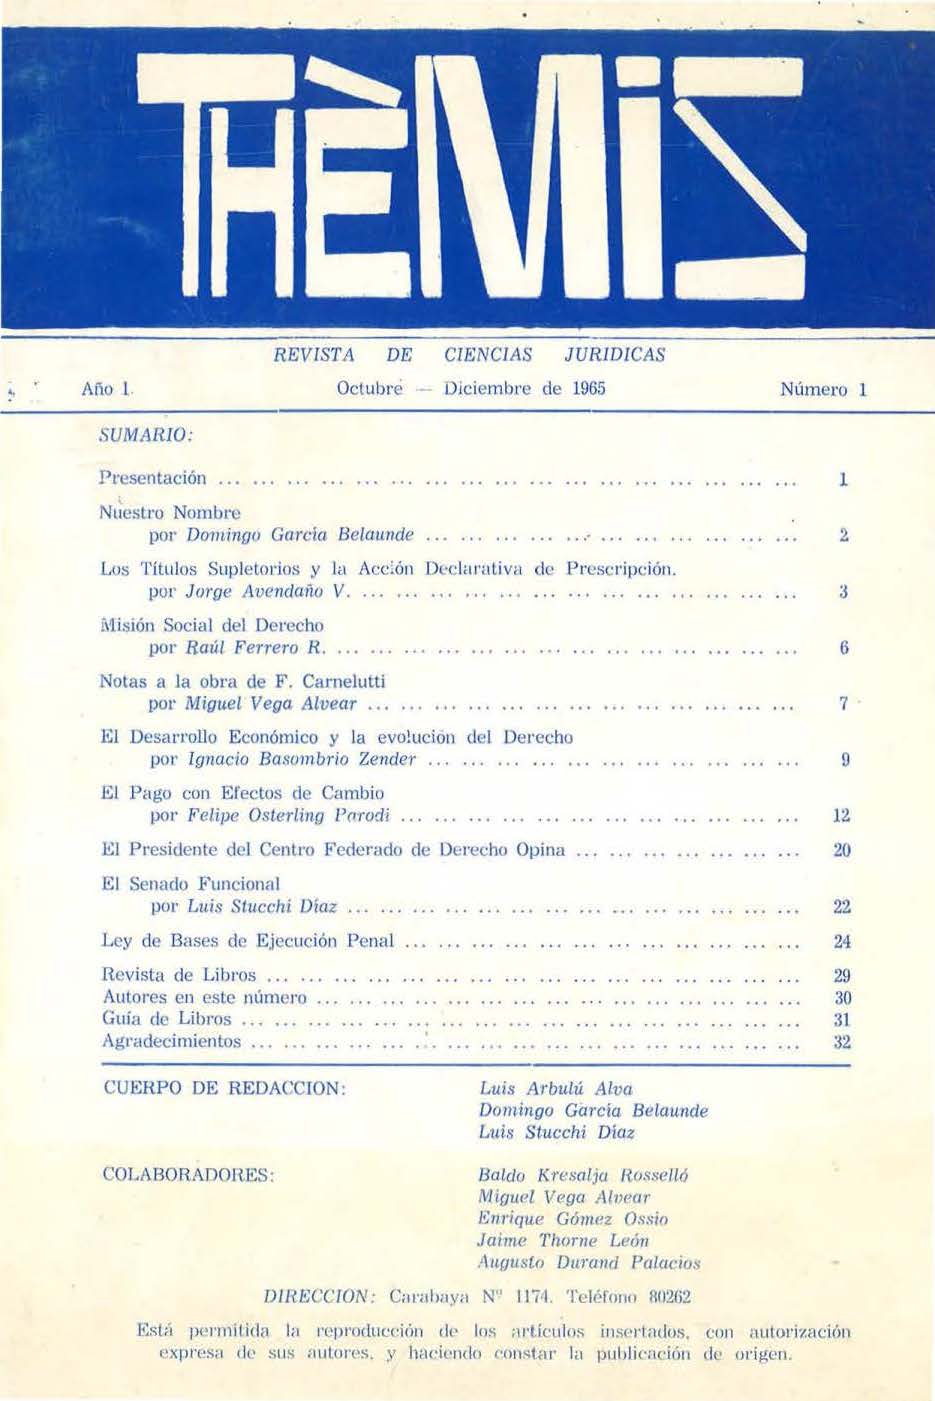 THÈMiS
REVISTA DE CIENCIAS JURIDICAS
Año 1. Octubre — Diciembre de 1965 Número 1
SUMARIO:
Presentación ... ... ... ... ... ... ... ... ... ... ... ... ... ... ... ... ... 1
Nuestro Nombre
por Domingo García Belaunde ... ... ... ... ... ... ... ... ... ... ... 2
Los Títulos Supletorios y la Acción Declarativa de Prescripción.
por Jorge Avendaño V. ... ... ... ... ... ... ... ... ... ... ... ... ... 3
Misión Social del Derecho
por Raúl Ferrero R. ... ... ... ... ... ... ... ... ... ... ... ... ... ... 6
Notas a la obra de F. Carnelutti
por Miguel Vega Alvear ... ... ... ... ... ... ... ... ... ... ... ... ... 7
El Desarrollo Económico y la evolución del Derecho
por Ignacio Basombrio Zender ... ... ... ... ... ... ... ... ... ... ... 9
El Pago con Efectos de Cambio
por Felipe Osterling Parodi ... ... ... ... ... ... ... ... ... ... ... ... 12
El Presidente del Centro Federado de Derecho Opina ... ... ... ... ... ... ... 20
El Senado Funcional
por Luis Stucchi Díaz ... ... ... ... ... ... ... ... ... ... ... ... ... ... 22
Ley de Bases de Ejecución Penal ... ... ... ... ... ... ... ... ... ... ... ... 24
Revista de Libros ... ... ... ... ... ... ... ... ... ... ... ... ... ... ... ... 29
Autores en este número ... ... ... ... ... ... ... ... ... ... ... ... ... ... ... 30
Guía de Libros ... ... ... ... ... ... ... ... ... ... ... ... ... ... ... ... ... 31
Agradecimientos ... ... ... ... ... ... ... ... ... ... ... ... ... ... ... ... ... 32
CUERPO DE REDACCION: Luis Arbulú Alva
Domingo García Belaunde
Luis Stucchi Díaz
COLABORADORES: Baldo Kresalja Rosselló
Miguel Vega Alvear
Enrique Gómez Ossio
Jaime Thorne León
Augusto Durand Palacios
DIRECCION: Carabaya Nº 1174. Teléfono 80262
Está permitida la reproducción de los artículos insertados, con autorización
expresa de sus autores, y haciendo constar la publicación de origen.